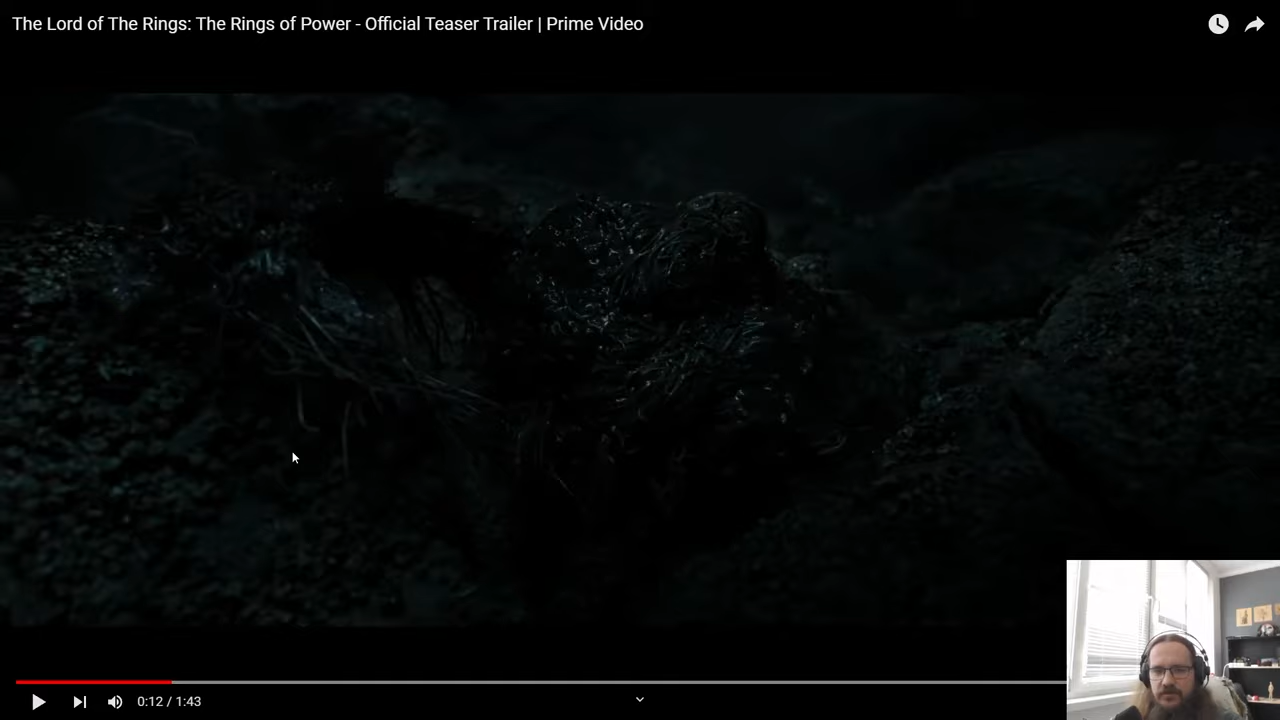 The Lord of The Rings: The Rings of Power - Official Teaser Trailer | Prime Video
0:12 / 1:43